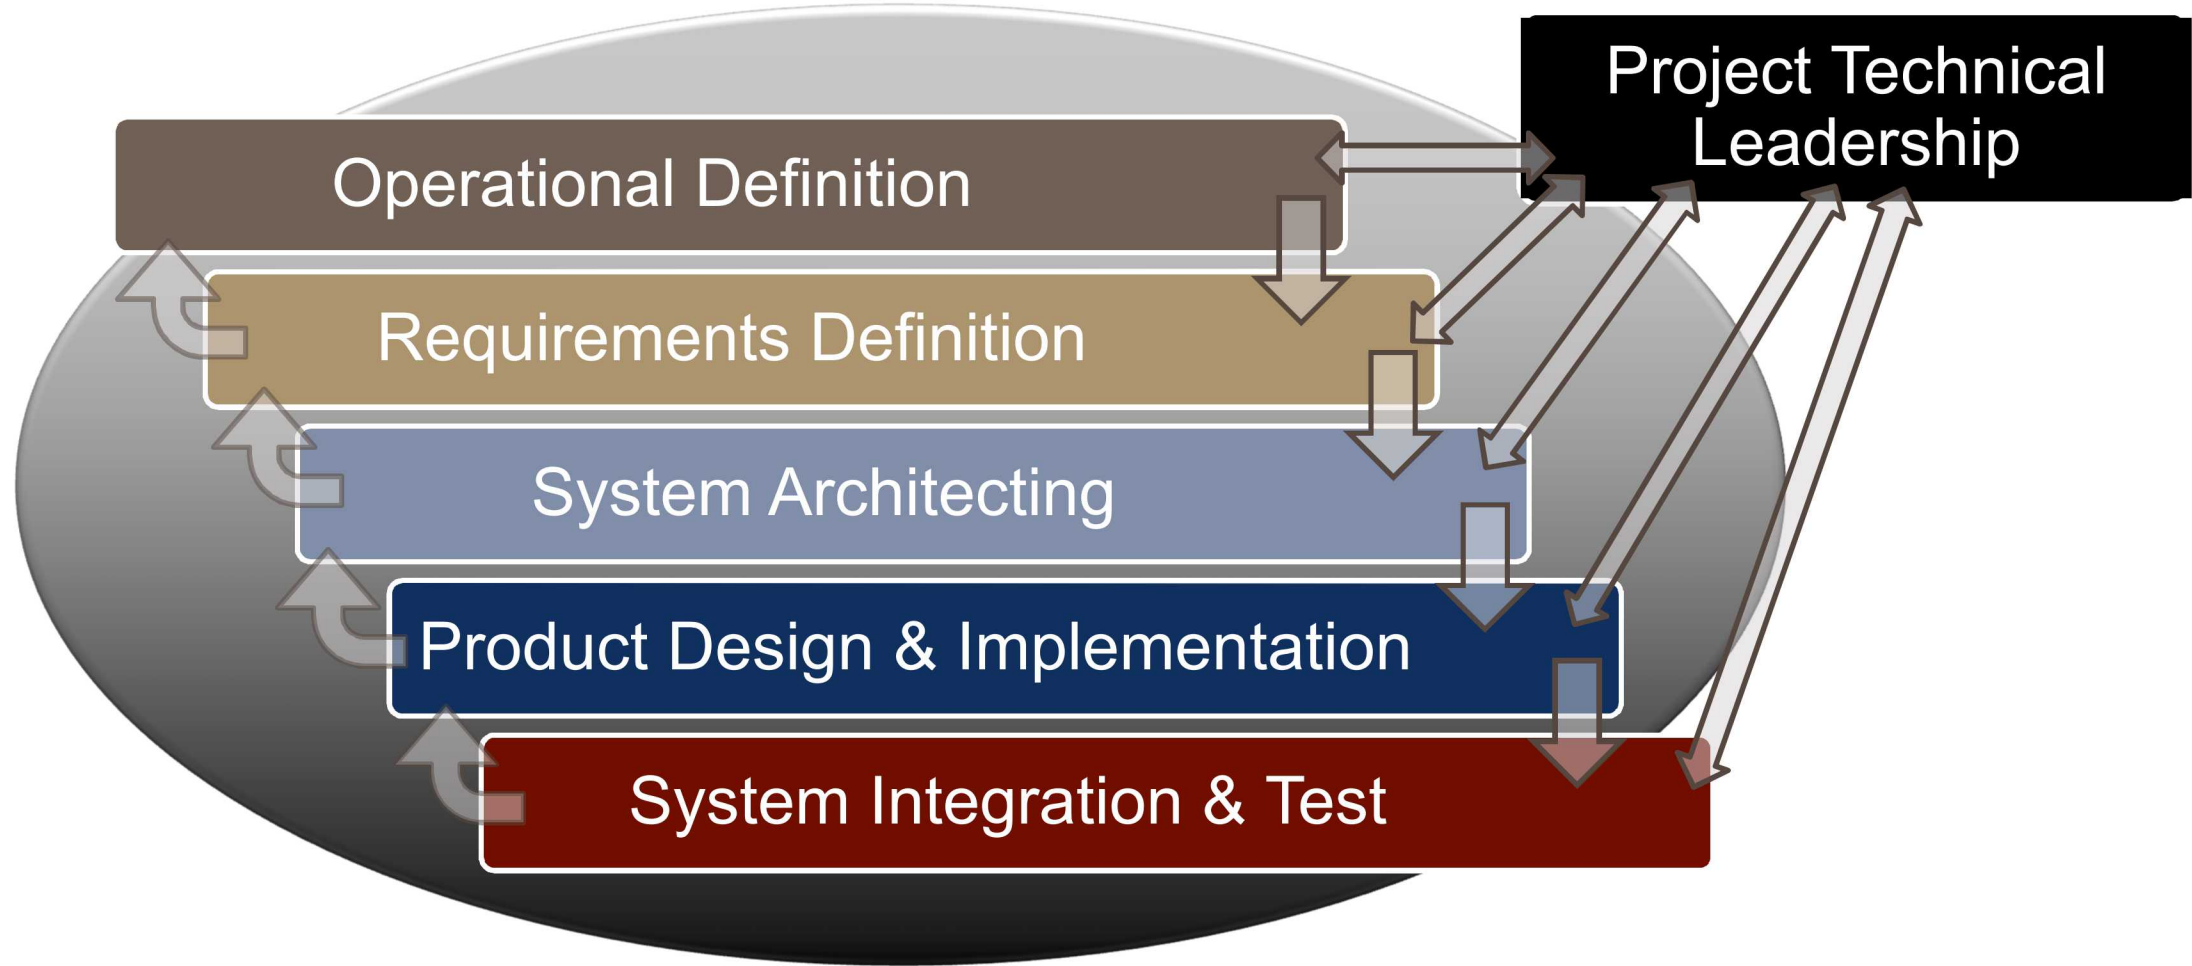 Project Technical
Leadership
Operational Definition
Requirements Definition
System Architecting
Product Design & Implementation
System Integration & Test